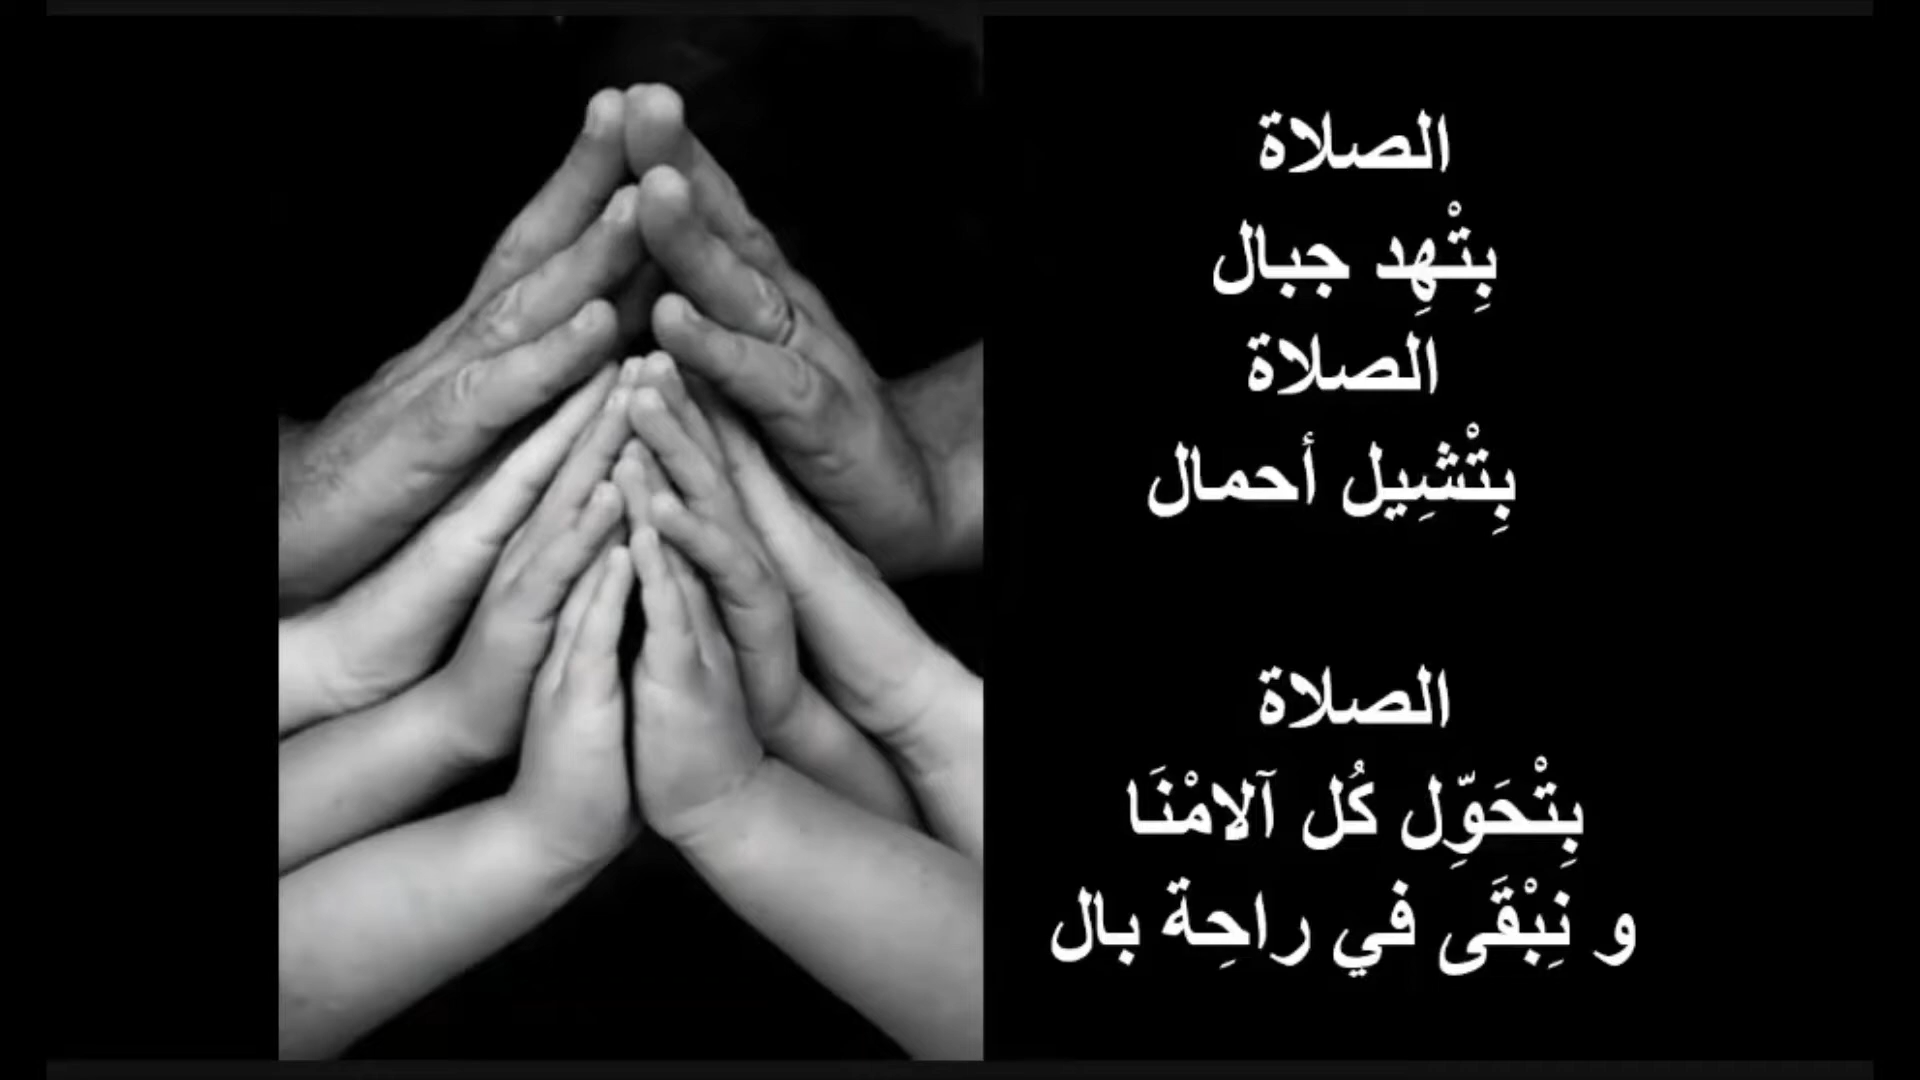 الصلاة
بِتْهِد جبال
الصلاة
بِتْشِيل أحمال
الصلاة
بِتْحَوِّل كُل آلامْنَا
و نِبْقَى في راحِة بال